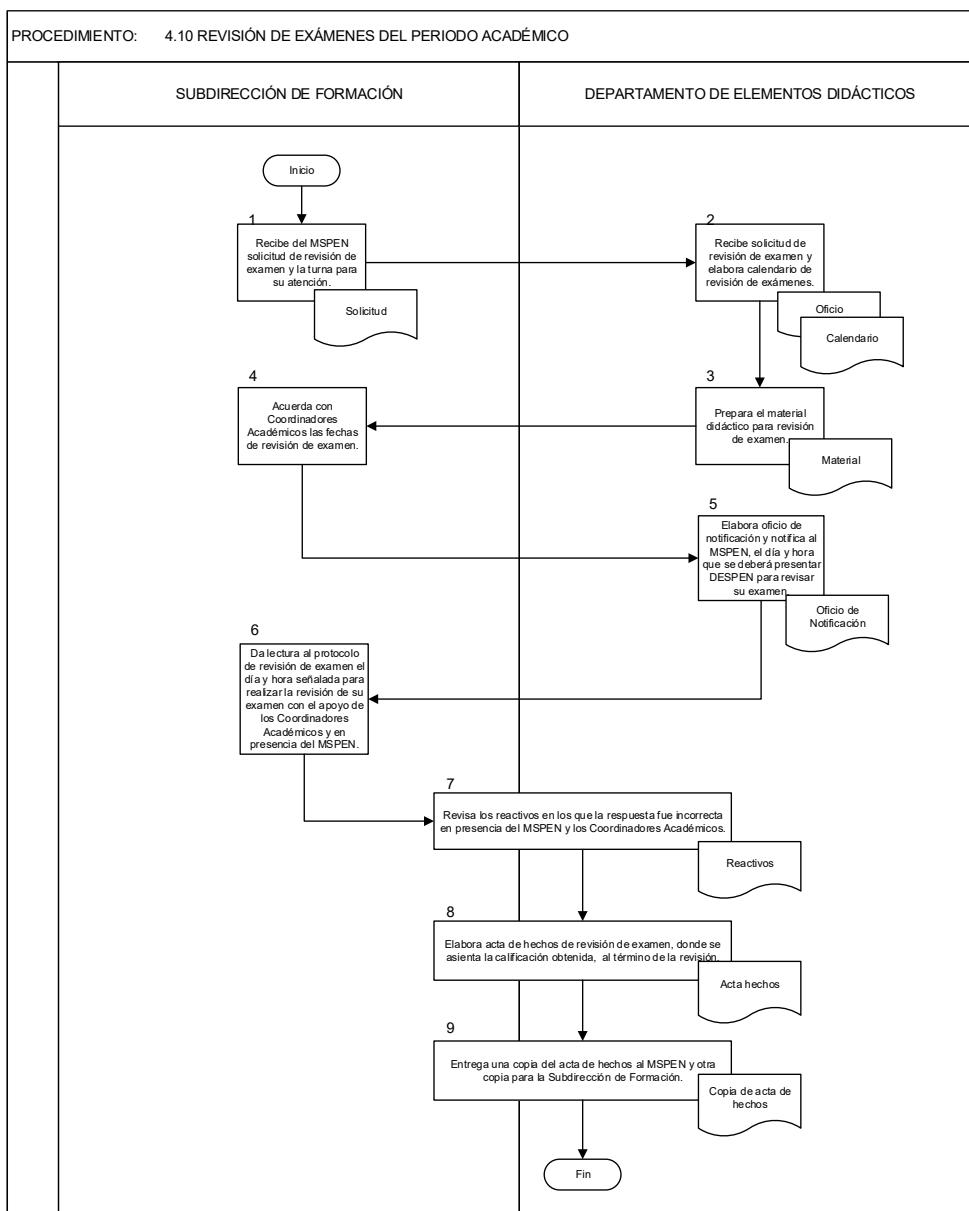 PROCEDIMIENTO: 4.10 REVISIÓN DE EXÁMENES DEL PERIODO ACADÉMICO
SUBDIRECCIÓN DE FORMACIÓN
DEPARTAMENTO DE ELEMENTOS DIDÁCTICOS
Inicio
1
Recibe del MSPEN
solicitud de revisión de
examen y la turna para
su atención.
Solicitud
2
Recibe solicitud de
revisión de examen y
elabora calendario de
revisión de exámenes.
Oficio
Calendario
3
Prepara el material
didáctico para revisión
de examen.
Material
4
Acuerda con
Coordinadores
Académicos las fechas
de revisión de examen.
5
Elabora oficio de
notificación y notifica al
MSPEN, el día y hora
que se deberá presentar
DESPEN para revisar
su examen.
Oficio de
Notificación
6
Da lectura al protocolo
de revisión de examen el
día y hora señalada para
realizar la revisión de su
examen con el apoyo de
los Coordinadores
Académicos y en
presencia del MSPEN.
7
Revisa los reactivos en los que la respuesta fue incorrecta
en presencia del MSPEN y los Coordinadores Académicos.
Reactivos
8
Elabora acta de hechos de revisión de examen, donde se
asienta la calificación obtenida, al término de la revisión.
Acta hechos
9
Entrega una copia del acta de hechos al MSPEN y otra
copia para la Subdirección de Formación.
Copia de acta de
hechos
Fin